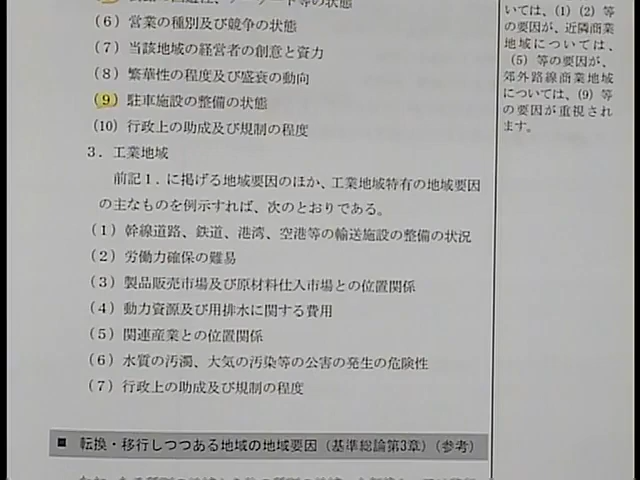 の状態
(6) 営業の種別及び競争の状態
(7) 当該地域の経営者の創意と資力
(8) 繁華性の程度及び盛衰の動向
(9) 駐車施設の整備の状態
(10) 行政上の助成及び規制の程度
3．工業地域
前記1．に掲げる地域要因のほか、工業地域特有の地域要因
の主なものを例示すれば、次のとおりである。
(1) 幹線道路、鉄道、港湾、空港等の輸送施設の整備の状況
(2) 労働力確保の難易
(3) 製品販売市場及び原材料仕入市場との位置関係
(4) 動力資源及び用排水に関する費用
(5) 関連産業との位置関係
(6) 水質の汚濁、大気の汚染等の公害の発生の危険性
(7) 行政上の助成及び規制の程度
■ 転換・移行しつつある地域の地域要因（基準総論第3章）（参考）
いては、(1)(2) 等
の要因が、近隣商業
地域については、
(5) 等の要因が、
郊外路線商業地域
については、(9) 等
の要因が重視され
ます。